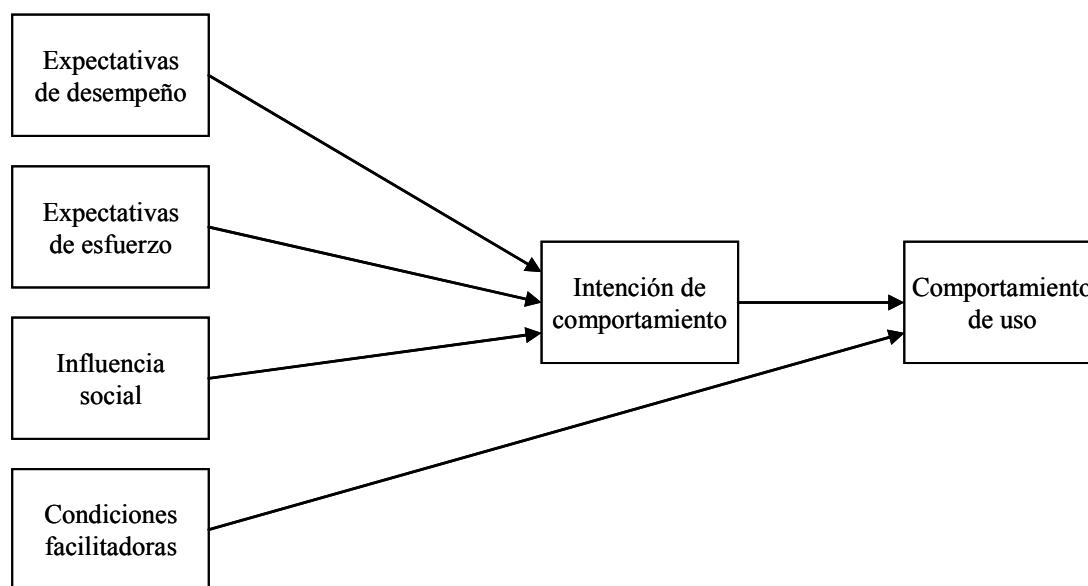 Expectativas
de desempeño
Expectativas
de esfuerzo
Influencia
social
Condiciones
facilitadoras
Intención de
comportamiento
Comportamiento
de uso